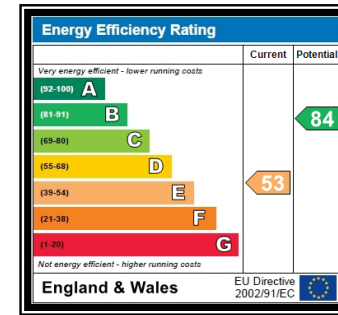 Energy Efficiency Rating
Current Potential
Very energy efficient - lower running costs
(92-100) A
(81-91) B
84
(69-80) C
(55-68) D
53
(39-54) E
(21-38) F
(1-20) G
Not energy efficient - higher running costs
England & Wales
EU Directive
2002/91/EC